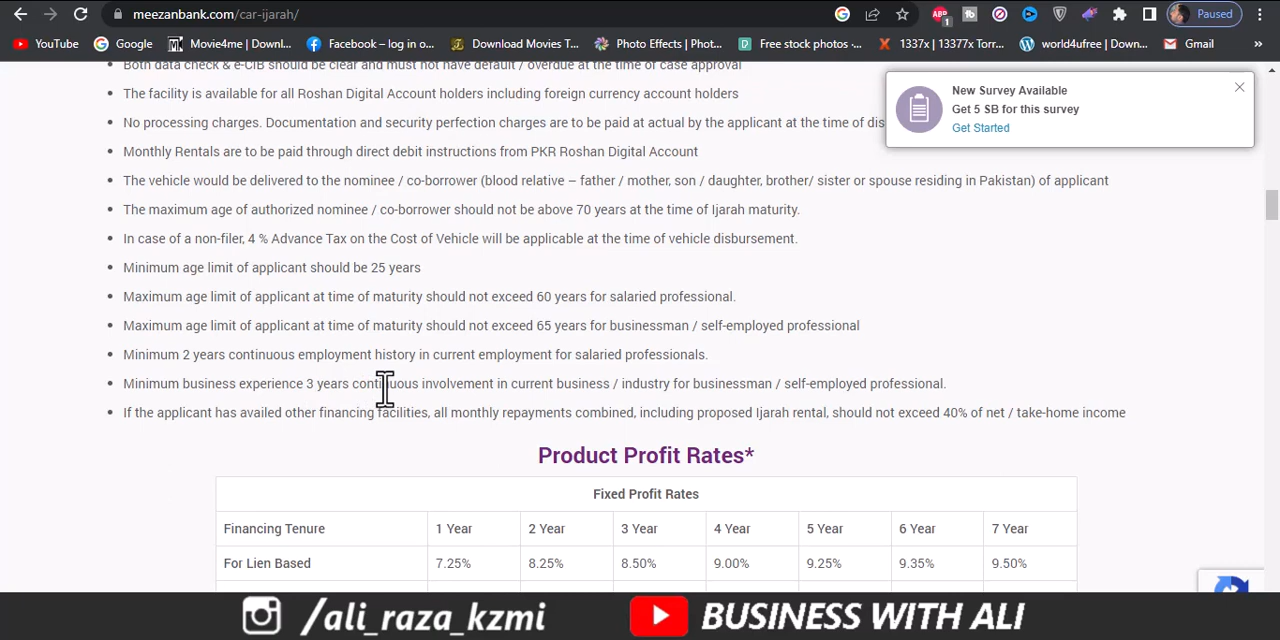 meezanbank.com/car-ijarah/
Paused
YouTube
Google
Movie4me | Downl...
Facebook – log in o...
Download Movies T...
Photo Effects | Phot...
Free stock photos -...
1337x | 13377x Torr...
world4ufree | Down...
Gmail
Both data check & e-CIB should be clear and must not have default / overdue at the time of case approval
The facility is available for all Roshan Digital Account holders including foreign currency account holders
No processing charges. Documentation and security perfection charges are to be paid at actual by the applicant at the time of dis
Monthly Rentals are to be paid through direct debit instructions from PKR Roshan Digital Account
The vehicle would be delivered to the nominee / co-borrower (blood relative – father / mother, son / daughter, brother/ sister or spouse residing in Pakistan) of applicant
The maximum age of authorized nominee / co-borrower should not be above 70 years at the time of Ijarah maturity.
In case of a non-filer, 4 % Advance Tax on the Cost of Vehicle will be applicable at the time of vehicle disbursement.
Minimum age limit of applicant should be 25 years
Maximum age limit of applicant at time of maturity should not exceed 60 years for salaried professional.
Maximum age limit of applicant at time of maturity should not exceed 65 years for businessman / self-employed professional
Minimum 2 years continuous employment history in current employment for salaried professionals.
Minimum business experience 3 years continuous involvement in current business / industry for businessman / self-employed professional.
If the applicant has availed other financing facilities, all monthly repayments combined, including proposed Ijarah rental, should not exceed 40% of net / take-home income
New Survey Available
Get 5 SB for this survey
Get Started
Product Profit Rates*
Fixed Profit Rates
Financing Tenure 1 Year 2 Year 3 Year 4 Year 5 Year 6 Year 7 Year
For Lien Based 7.25% 8.25% 8.50% 9.00% 9.25% 9.35% 9.50%
/ali_raza_kzmi
BUSINESS WITH ALI